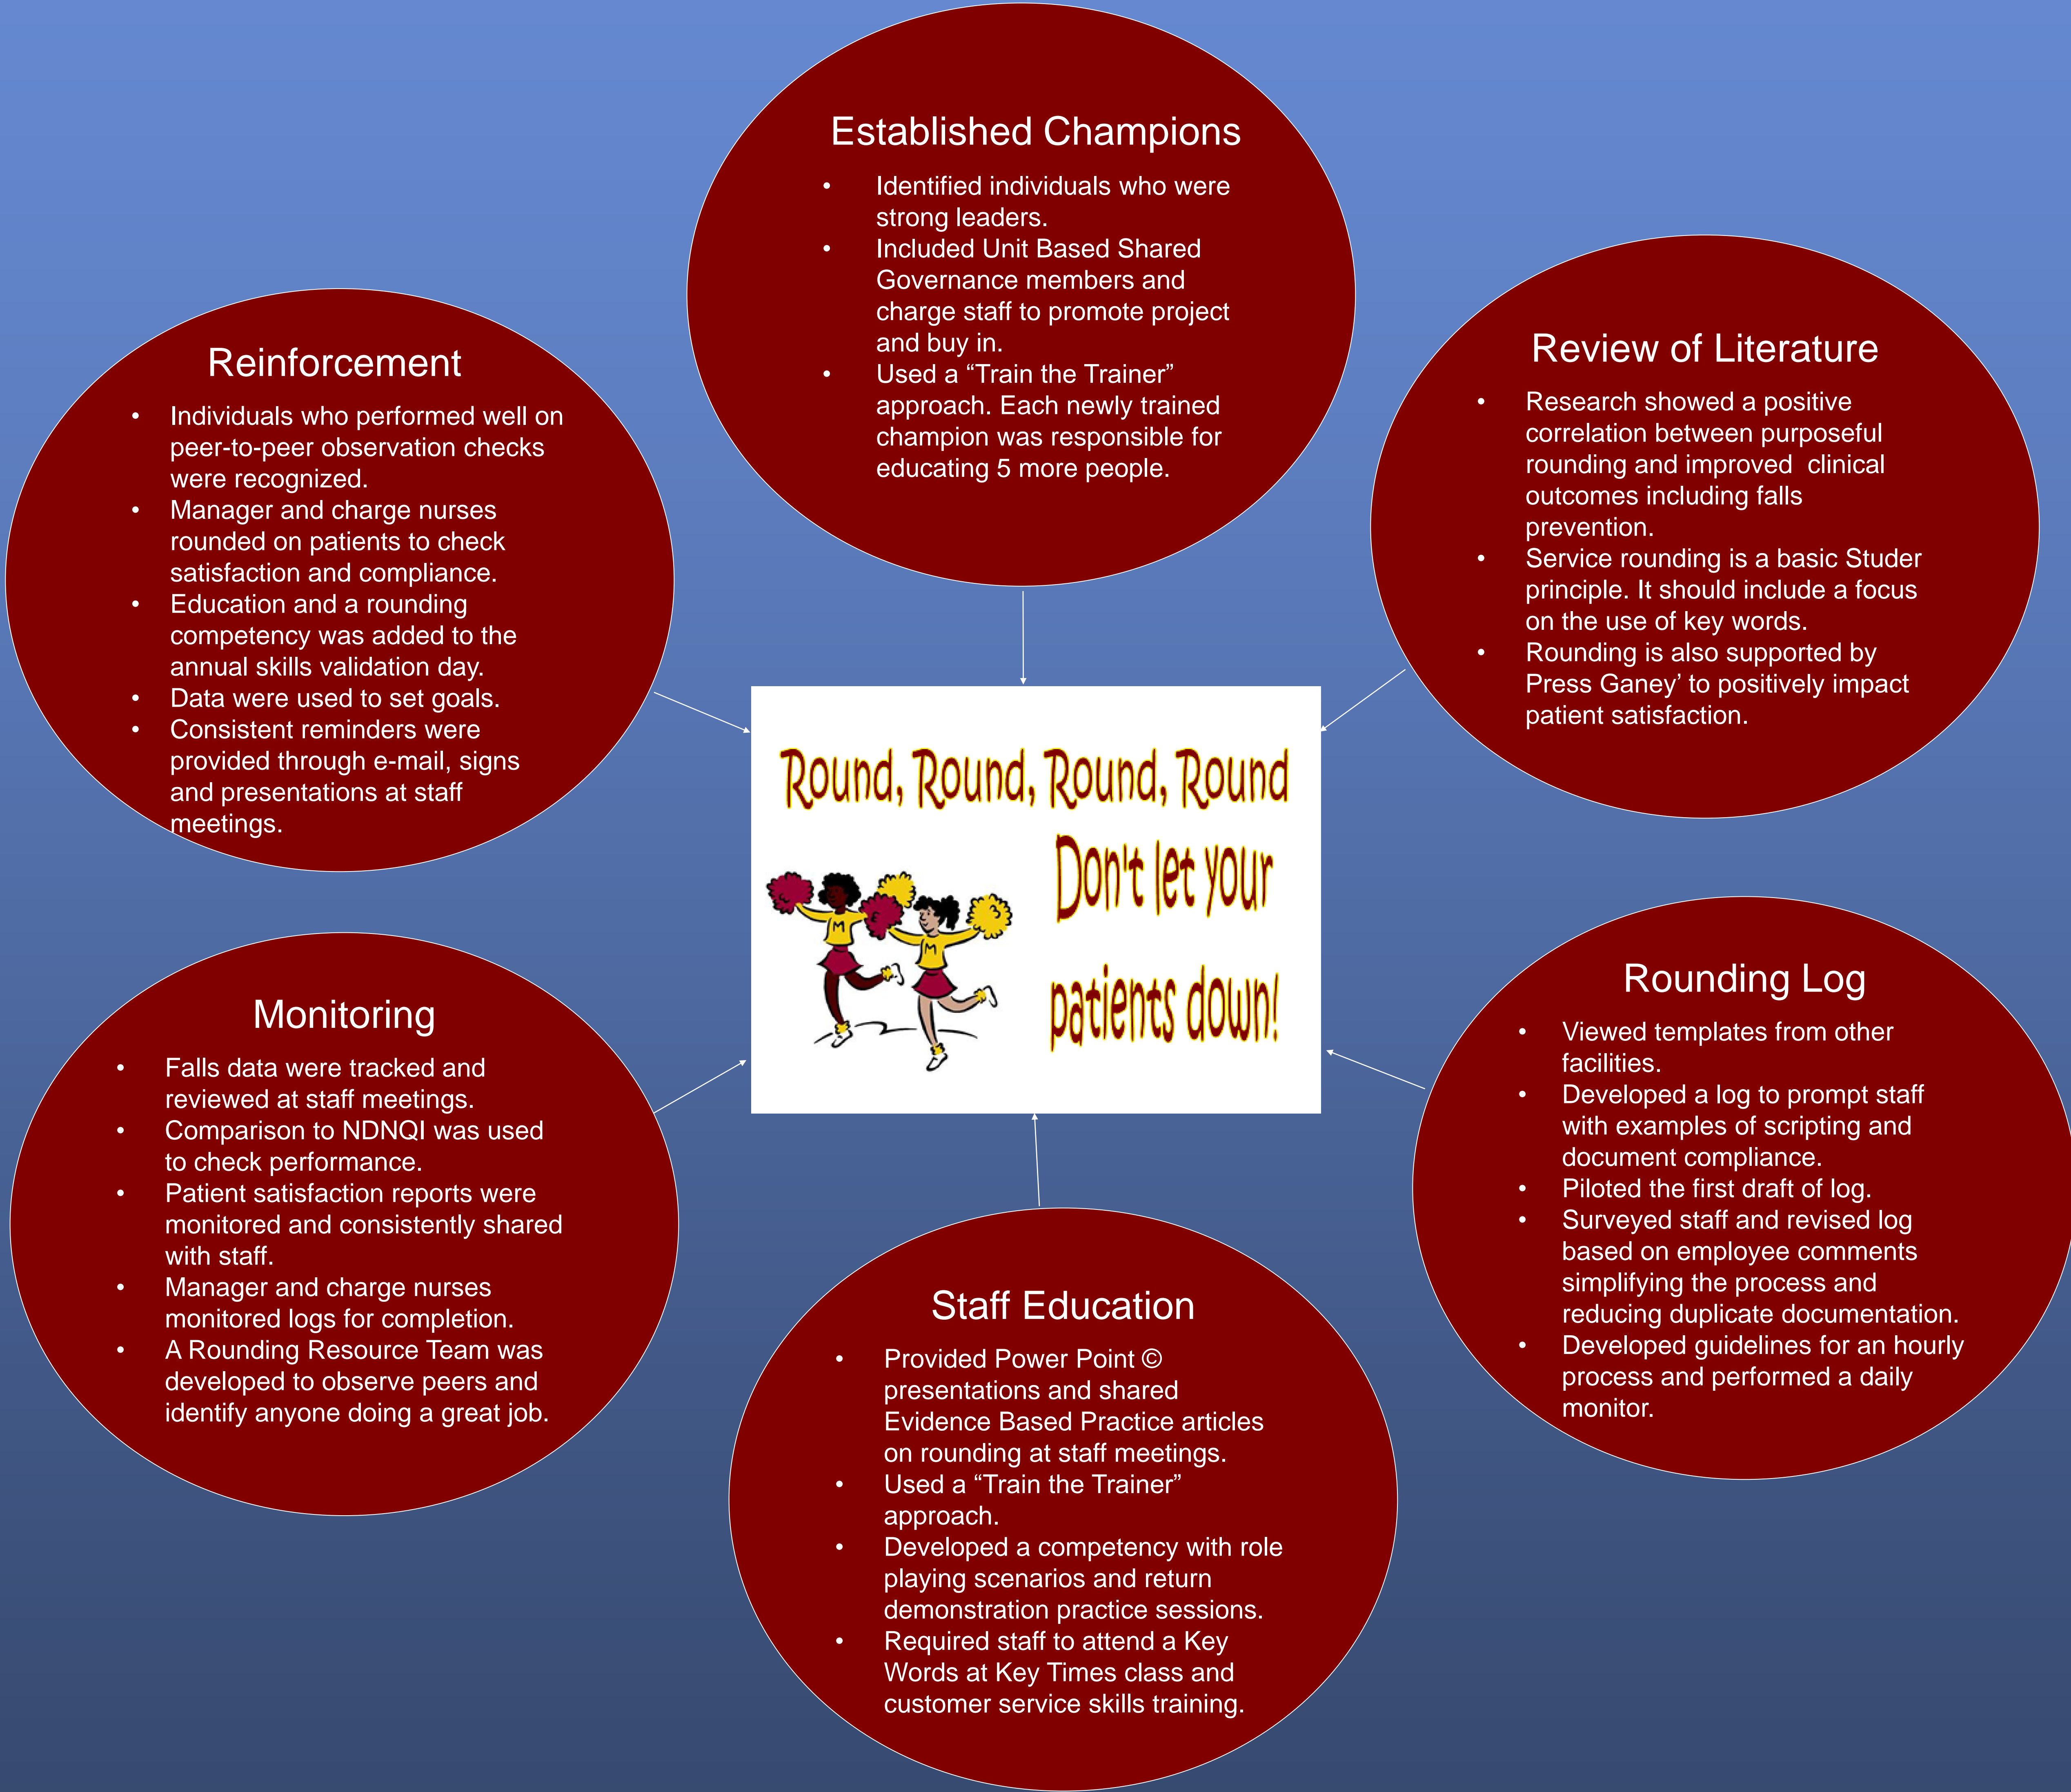 Established Champions
• Identified individuals who were
strong leaders.
• Included Unit Based Shared
Governance members and
charge staff to promote project
and buy in.
• Used a “Train the Trainer”
approach. Each newly trained
champion was responsible for
educating 5 more people.
Review of Literature
• Research showed a positive
correlation between purposeful
rounding and improved clinical
outcomes including falls
prevention.
• Service rounding is a basic Studer
principle. It should include a focus
on the use of key words.
• Rounding is also supported by
Press Ganey’ to positively impact
patient satisfaction.
Reinforcement
• Individuals who performed well on
peer-to-peer observation checks
were recognized.
• Manager and charge nurses
rounded on patients to check
satisfaction and compliance.
• Education and a rounding
competency was added to the
annual skills validation day.
• Data were used to set goals.
• Consistent reminders were
provided through e-mail, signs
and presentations at staff
meetings.
Round, Round, Round, Round
Don't let your
patients down!
M
M
Monitoring
• Falls data were tracked and
reviewed at staff meetings.
• Comparison to NDNQI was used
to check performance.
• Patient satisfaction reports were
monitored and consistently shared
with staff.
• Manager and charge nurses
monitored logs for completion.
• A Rounding Resource Team was
developed to observe peers and
identify anyone doing a great job.
Rounding Log
• Viewed templates from other
facilities.
• Developed a log to prompt staff
with examples of scripting and
document compliance.
• Piloted the first draft of log.
• Surveyed staff and revised log
based on employee comments
simplifying the process and
reducing duplicate documentation.
• Developed guidelines for an hourly
process and performed a daily
monitor.
Staff Education
• Provided Power Point ©
presentations and shared
Evidence Based Practice articles
on rounding at staff meetings.
• Used a “Train the Trainer”
approach.
• Developed a competency with role
playing scenarios and return
demonstration practice sessions.
• Required staff to attend a Key
Words at Key Times class and
customer service skills training.